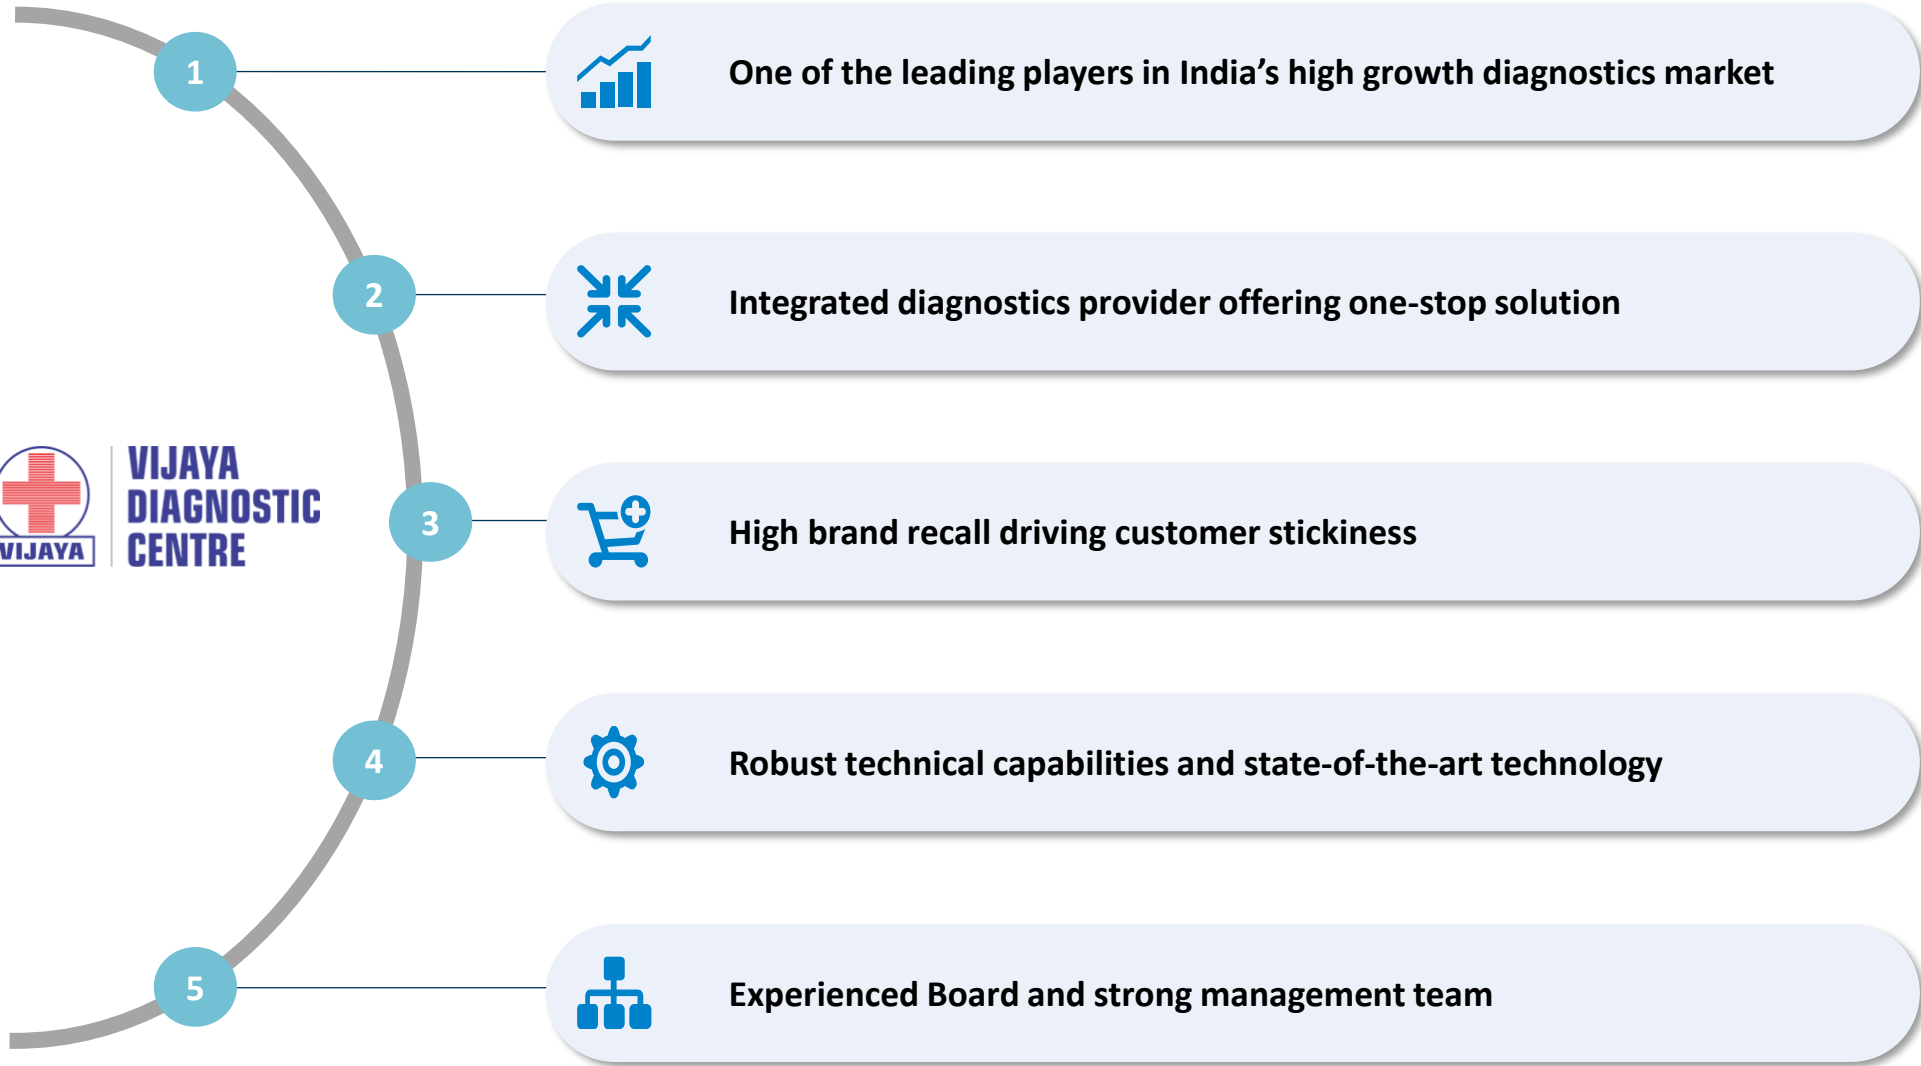 1
One of the leading players in India’s high growth diagnostics market
2
Integrated diagnostics provider offering one-stop solution
VIJAYA
VIJAYA
DIAGNOSTIC
CENTRE
3
High brand recall driving customer stickiness
4
Robust technical capabilities and state-of-the-art technology
5
Experienced Board and strong management team